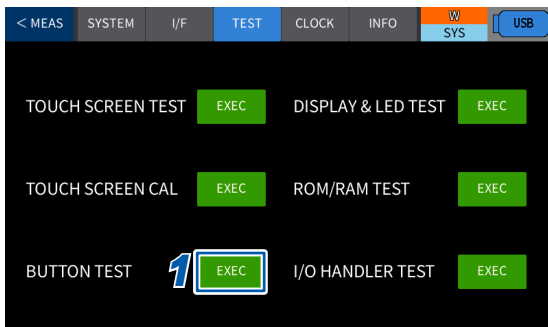 < MEAS SYSTEM I/F TEST CLOCK INFO W SYS USB
TOUCH SCREEN TEST EXEC DISPLAY & LED TEST EXEC
TOUCH SCREEN CAL EXEC ROM/RAM TEST EXEC
BUTTON TEST 1 EXEC I/O HANDLER TEST EXEC